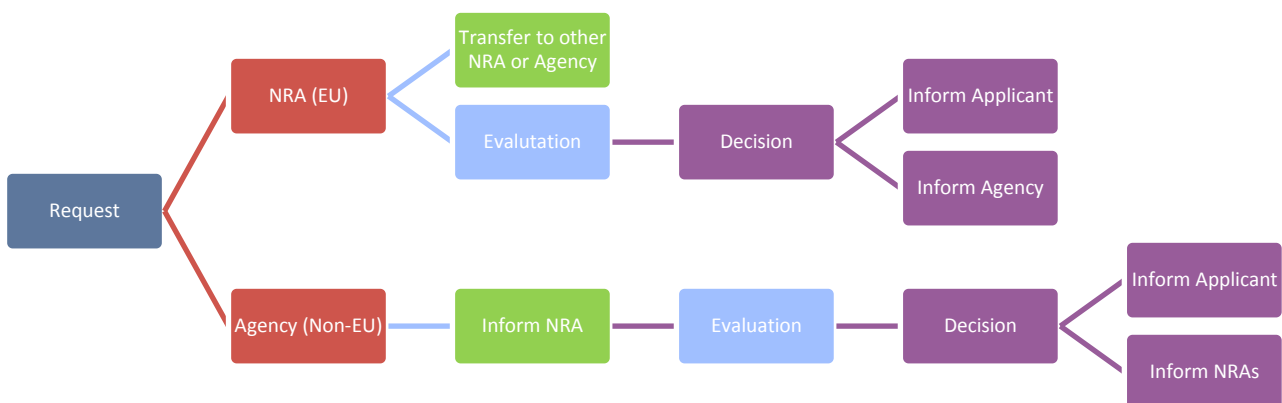 Transfer to other
NRA or Agency
NRA (EU)
Inform Applicant
Evalutation
Decision
Inform Agency
Request
Inform Applicant
Agency (Non-EU)
Inform NRA
Evaluation
Decision
Inform NRAs